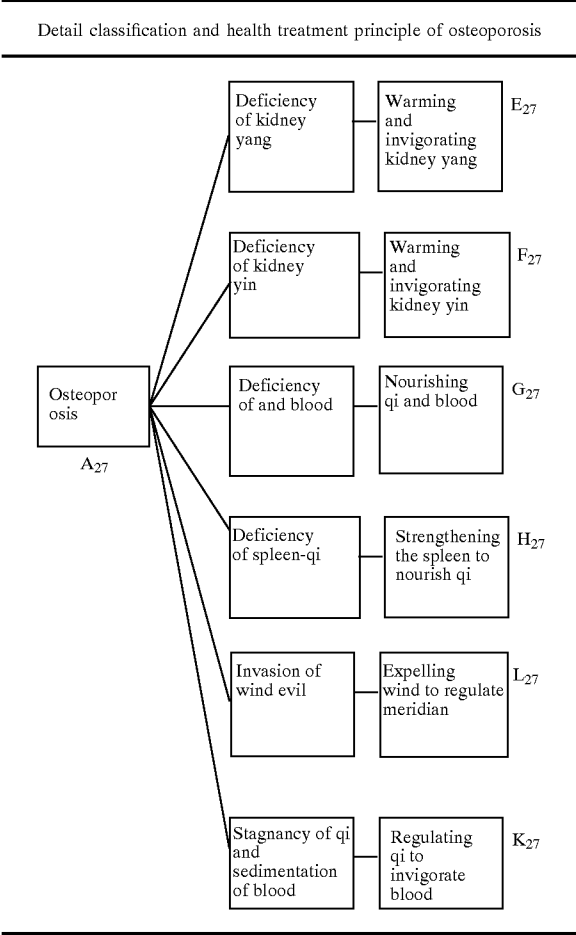 Detail classification and health treatment principle of osteoporosis
Deficiency
of kidney
yang
Warming
and
invigorating
kidney yang
E27
Deficiency
of kidney
yin
Warming
and
invigorating
kidney yin
F27
Osteopor
osis
A27
Deficiency
of and blood
Nourishing
qi and blood
G27
Deficiency
of spleen-qi
Strengthening
the spleen to
nourish qi
H27
Invasion of
wind evil
Expelling
wind to regulate
meridian
L27
Stagnancy of qi
and
sedimentation
of blood
Regulating
qi to
invigorate
blood
K27